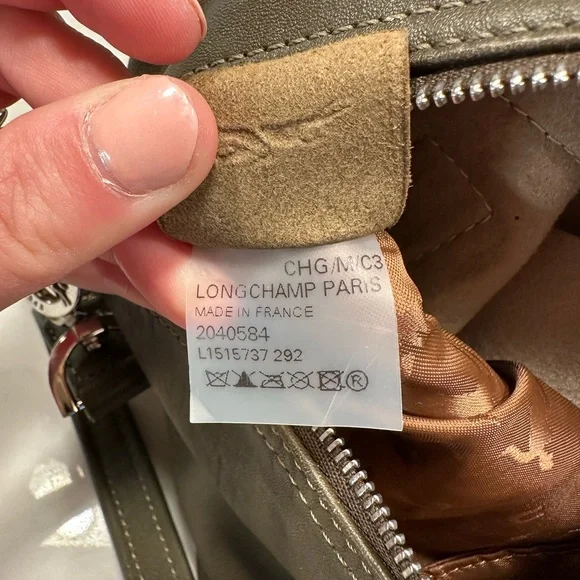 CHG/M/C3
LONGCHAMP PARIS
MADE IN FRANCE
2040584
L1515737 292
®